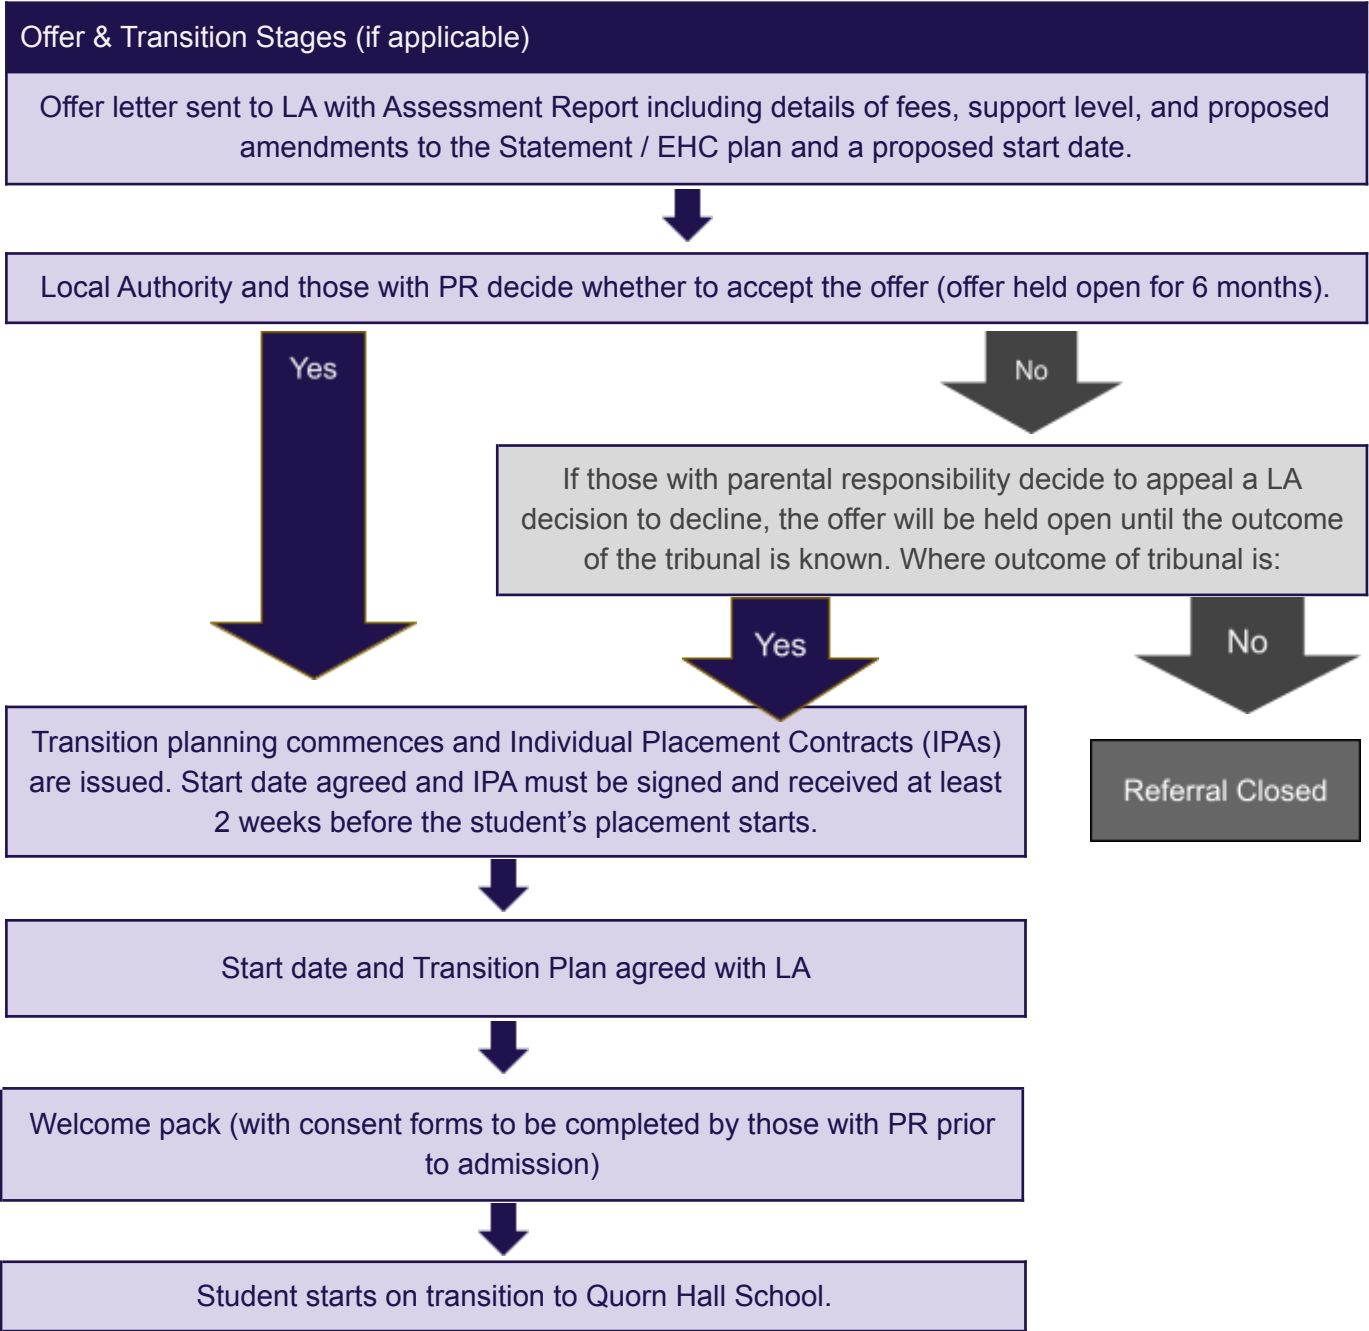 Offer & Transition Stages (if applicable)
Offer letter sent to LA with Assessment Report including details of fees, support level, and proposed
amendments to the Statement / EHC plan and a proposed start date.
Local Authority and those with PR decide whether to accept the offer (offer held open for 6 months).
Yes
No
If those with parental responsibility decide to appeal a LA
decision to decline, the offer will be held open until the outcome
of the tribunal is known. Where outcome of tribunal is:
Yes
No
Transition planning commences and Individual Placement Contracts (IPAs)
are issued. Start date agreed and IPA must be signed and received at least
2 weeks before the student’s placement starts.
Referral Closed
Start date and Transition Plan agreed with LA
Welcome pack (with consent forms to be completed by those with PR prior
to admission)
Student starts on transition to Quorn Hall School.